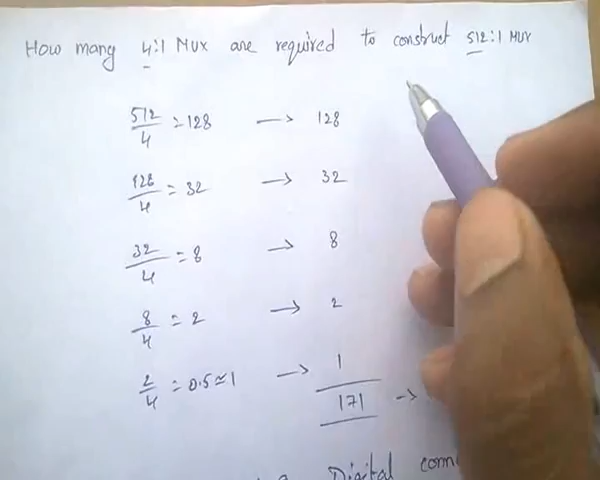 How many 4:1 MUX are required to construct 512:1 MUX
512/4 = 128 → 128
128/4 = 32 → 32
32/4 = 8 → 8
8/4 = 2 → 2
2/4 = 0.5 ≃ 1 → 1
171 →
Digital